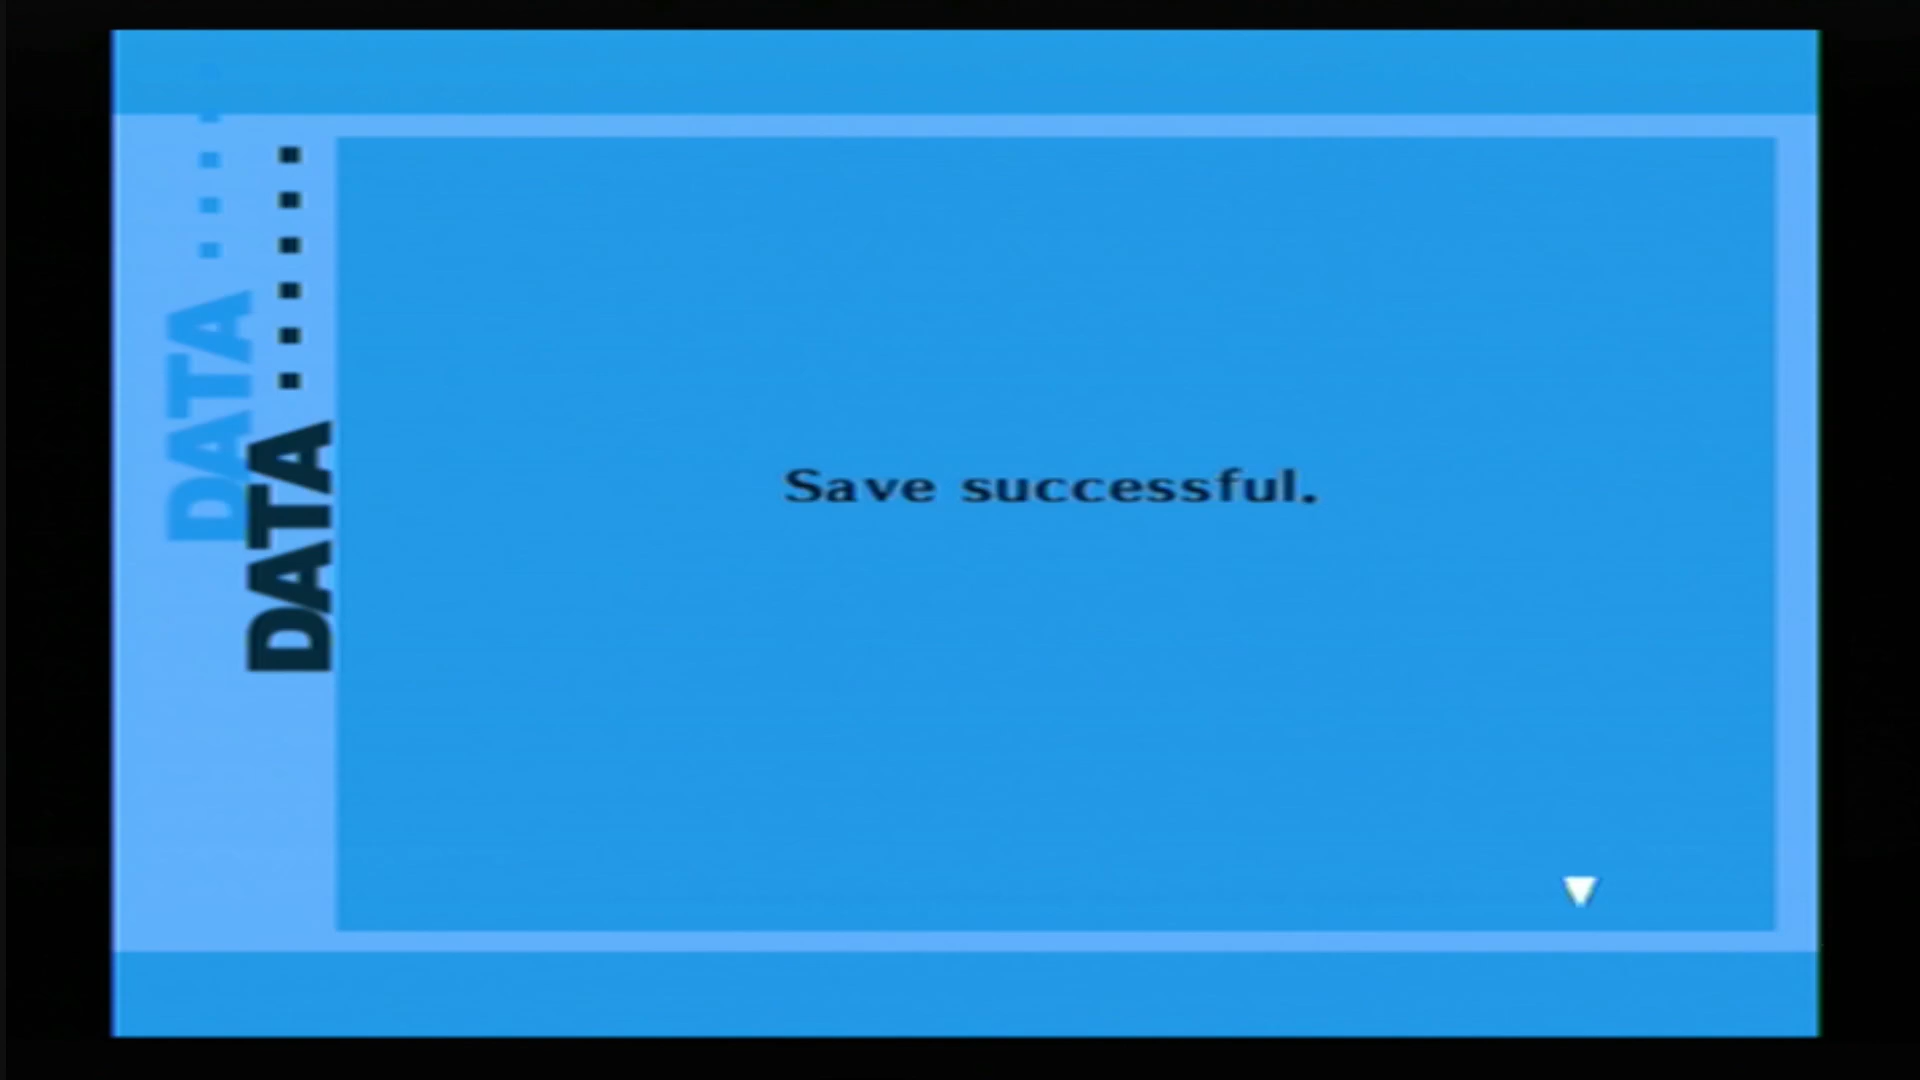 DATA ......
DATA ....
Save successful.